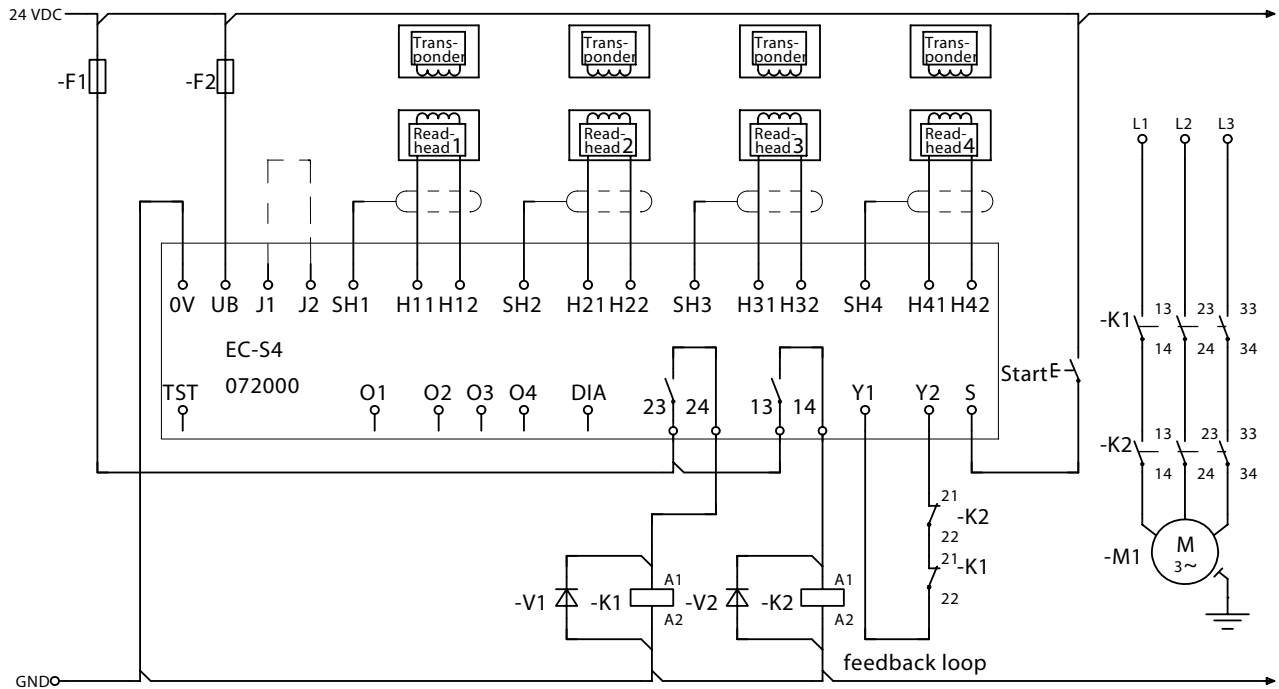 24 VDC
-F1
-F2
Trans-
ponder
Trans-
ponder
Trans-
ponder
Trans-
ponder
Read-
head 1
Read-
head 2
Read-
head 3
Read-
head 4
L1 L2 L3
0V UB J1 J2 SH1 H11 H12 SH2 H21 H22 SH3 H31 H32 SH4 H41 H42
EC-S4
072000
TST O1 O2 O3 O4 DIA 23 24 13 14 Y1 Y2 S
Start E
-K1 13 23 33
14 24 34
-K2 13 23 33
14 24 34
21
-K2
22
21
-K1
22
-M1
M
3~
-V1 -K1 A1
A2
-V2 -K2 A1
A2
feedback loop
GND